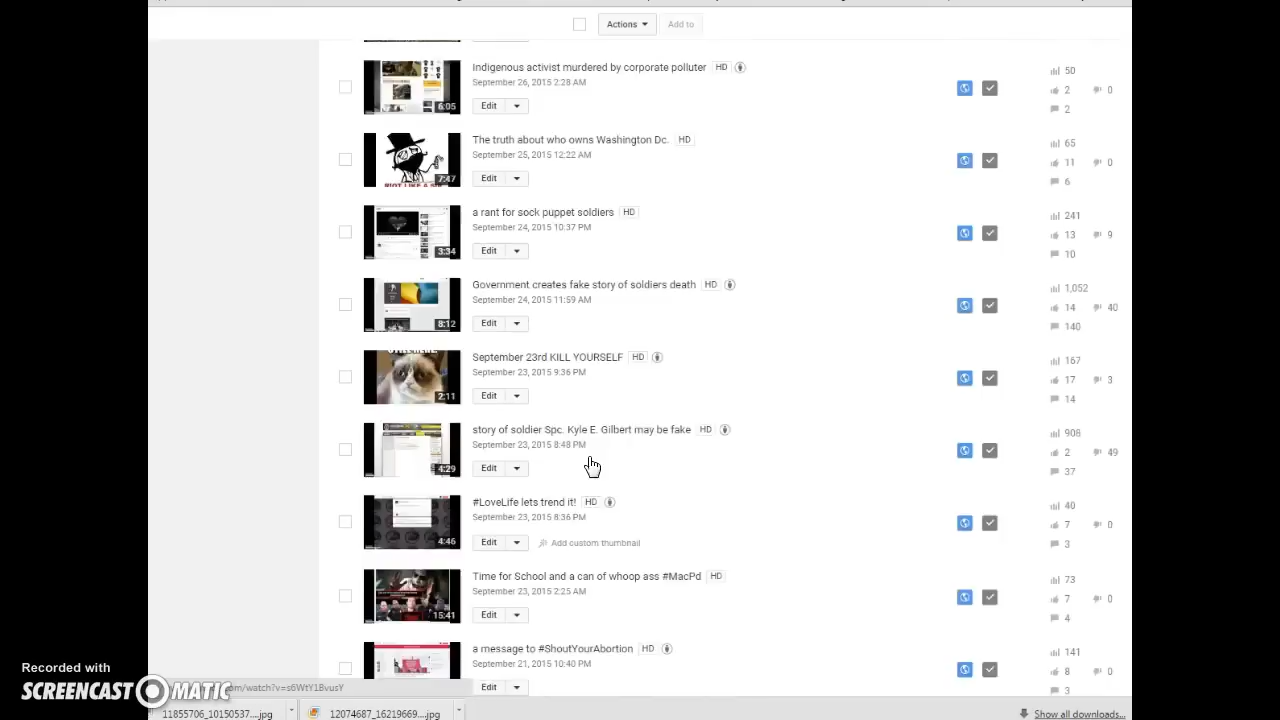 Actions Add to
Indigenous activist murdered by corporate polluter HD
September 26, 2015 2:28 AM
6:05
Edit
50
2 0
2
The truth about who owns Washington Dc. HD
September 25, 2015 12:22 AM
RIOT LIKE A SIR
7:47
Edit
65
11 0
6
a rant for sock puppet soldiers HD
September 24, 2015 10:37 PM
3:34
Edit
241
13 9
10
Government creates fake story of soldiers death HD
September 24, 2015 11:59 AM
8:12
Edit
1,052
14 40
140
September 23rd KILL YOURSELF HD
September 23, 2015 9:36 PM
2:11
Edit
167
17 3
14
story of soldier Spc. Kyle E. Gilbert may be fake HD
September 23, 2015 8:48 PM
4:29
Edit
908
2 49
37
#LoveLife lets trend it! HD
September 23, 2015 8:36 PM
4:46
Edit Add custom thumbnail
40
7 0
3
Time for School and a can of whoop ass #MacPd HD
September 23, 2015 2:25 AM
15:41
Edit
73
7 0
4
a message to #ShoutYourAbortion HD
September 21, 2015 10:40 PM
Edit
141
8 0
3
Recorded with
SCREENCAST MATIC
om/watch?v=s6WtY1BvusY
11855706_10150537....jpg 12074687_16219669....jpg Show all downloads...